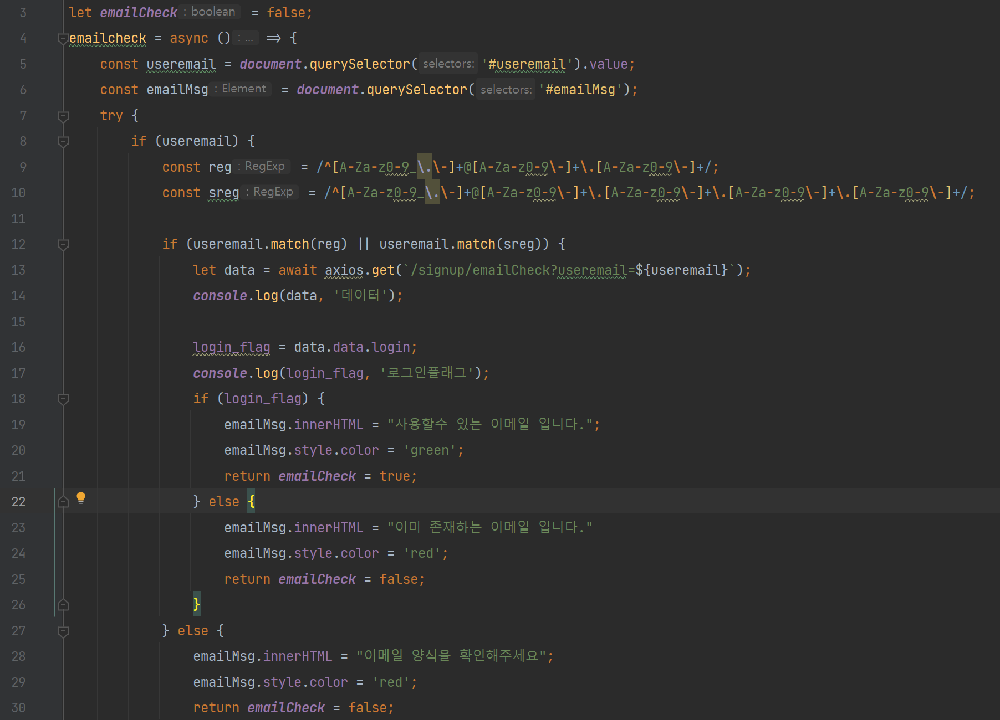 3 let emailCheck : boolean = false;
4 emailcheck = async () : ... => {
5 const useremail = document.querySelector( selectors: '#useremail').value;
6 const emailMsg : Element = document.querySelector( selectors: '#emailMsg');
7 try {
8 if (useremail) {
9 const reg : RegExp = /^[A-Za-z0-9_\.\-]+@[A-Za-z0-9\-]+\.[A-Za-z0-9\-]+/;
10 const sreg : RegExp = /^[A-Za-z0-9_\.\-]+@[A-Za-z0-9\-]+\.[A-Za-z0-9\-]+\.[A-Za-z0-9\-]+\.[A-Za-z0-9\-]+/;
11
12 if (useremail.match(reg) || useremail.match(sreg)) {
13 let data = await axios.get(`/signup/emailCheck?useremail=${useremail}`);
14 console.log(data, '데이터');
15
16 login_flag = data.data.login;
17 console.log(login_flag, '로그인플래그');
18 if (login_flag) {
19 emailMsg.innerHTML = "사용할수 있는 이메일 입니다.";
20 emailMsg.style.color = 'green';
21 return emailCheck = true;
22 } else {
23 emailMsg.innerHTML = "이미 존재하는 이메일 입니다."
24 emailMsg.style.color = 'red';
25 return emailCheck = false;
26 }
27 } else {
28 emailMsg.innerHTML = "이메일 양식을 확인해주세요";
29 emailMsg.style.color = 'red';
30 return emailCheck = false;